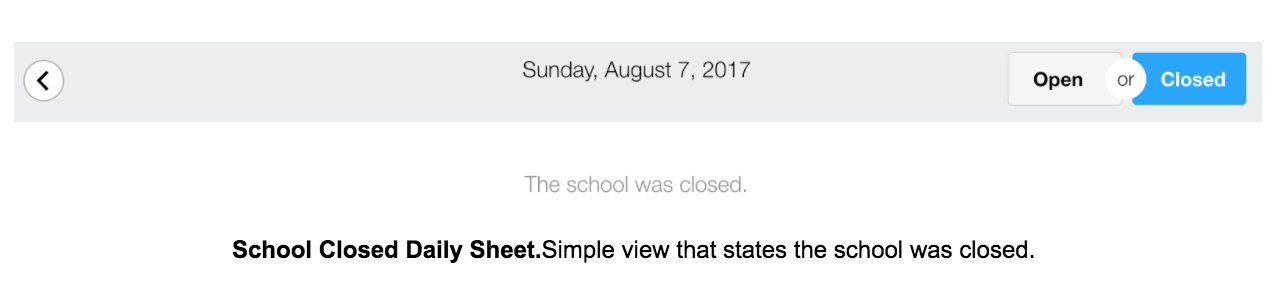 Sunday, August 7, 2017
Open or Closed
The school was closed.
School Closed Daily Sheet.Simple view that states the school was closed.